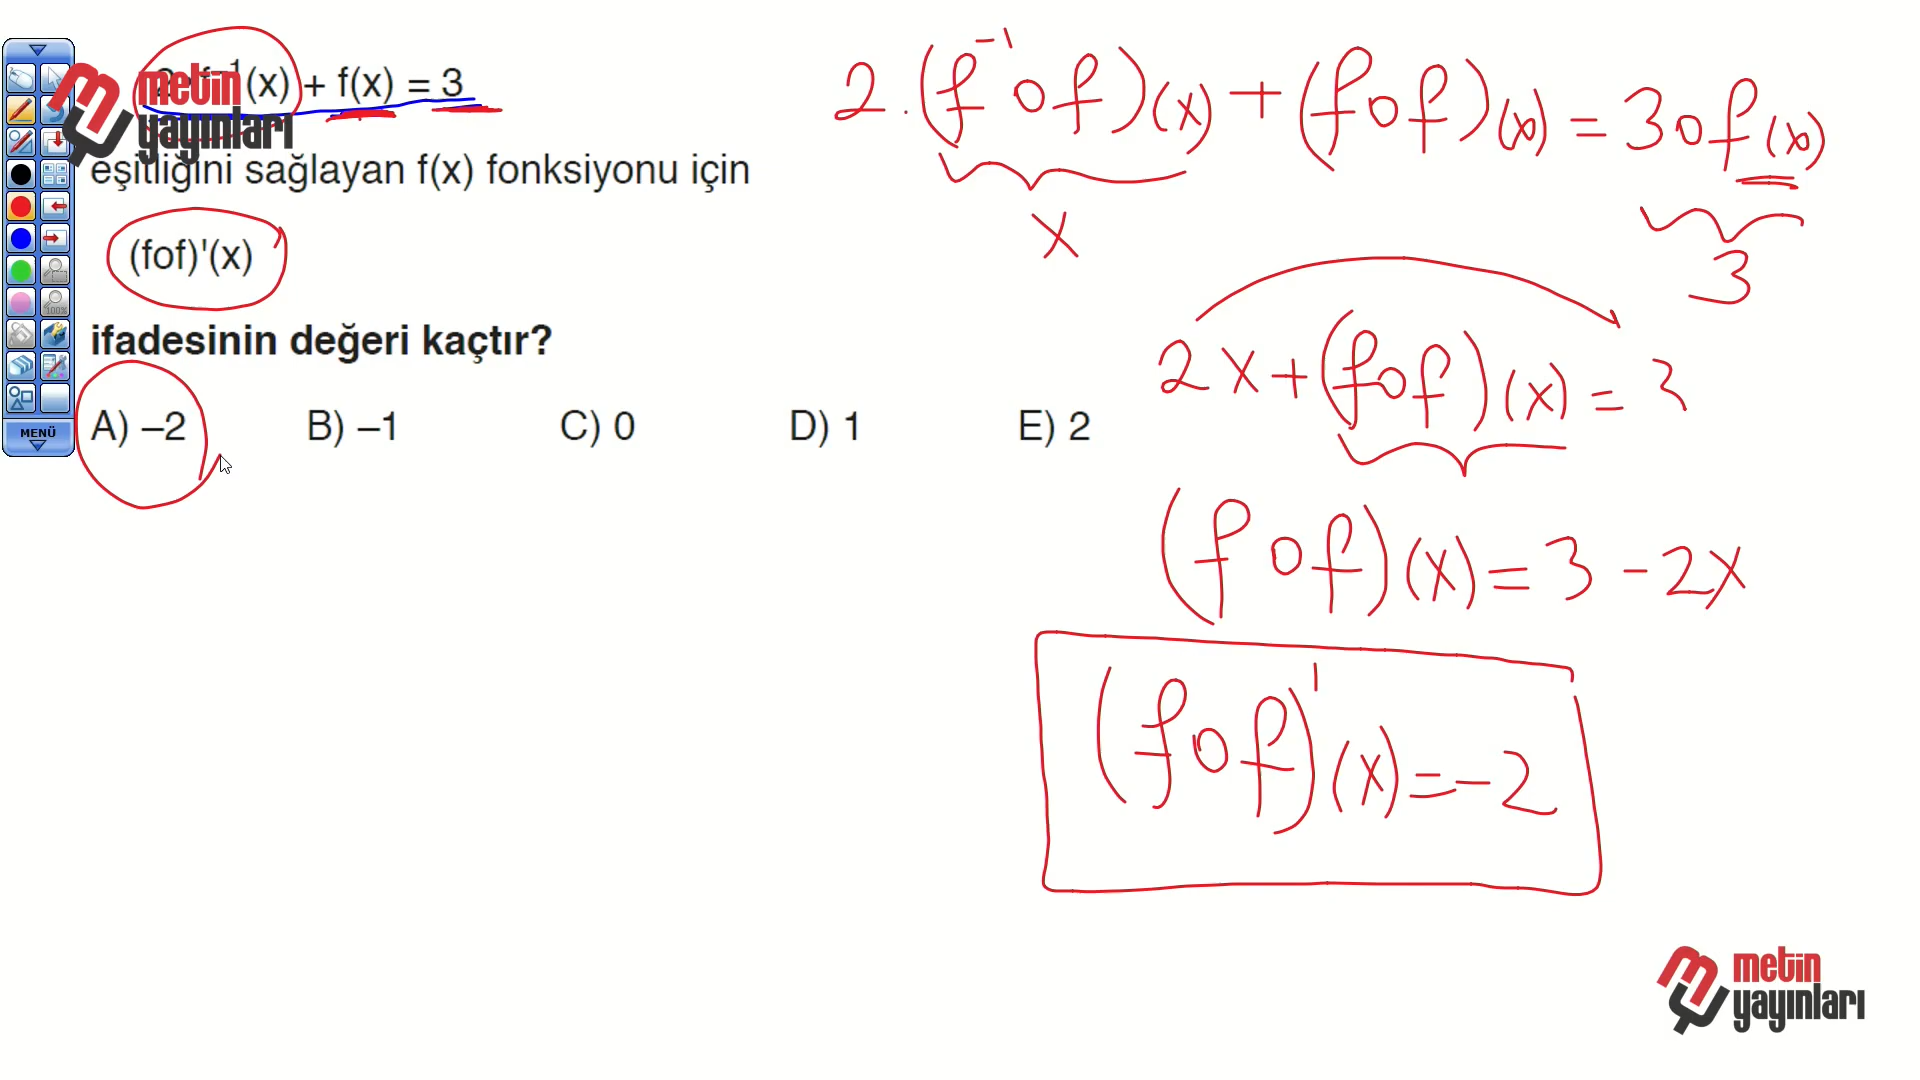 2·f⁻¹(x) + f(x) = 3
eşitliğini sağlayan f(x) fonksiyonu için
(fof)'(x)
ifadesinin değeri kaçtır?
A) –2 B) –1 C) 0 D) 1 E) 2
2.(f⁻¹of)(x) + (fof)(x) = 3of(x)
x
3
2x + (fof)(x) = 3
(fof)(x) = 3 - 2x
(fof)'(x) = -2
MENÜ
metin
yayınları
metin
yayınları